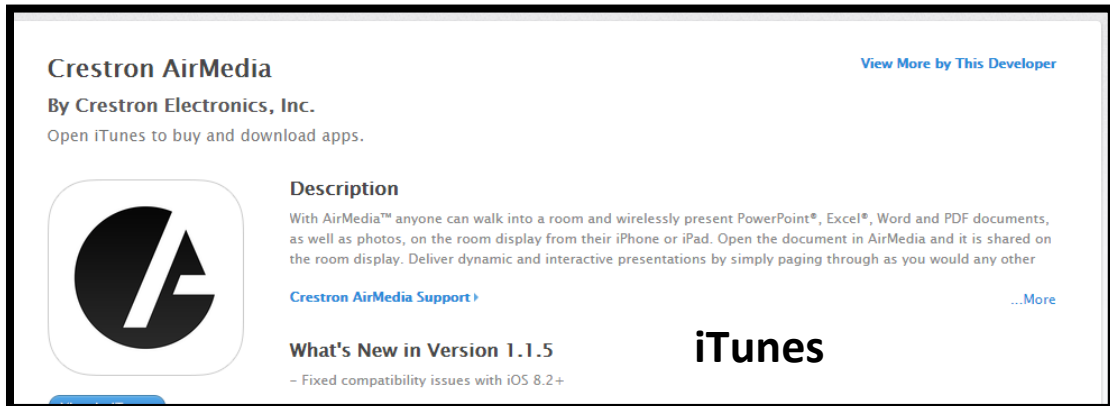 Crestron AirMedia
View More by This Developer
By Crestron Electronics, Inc.
Open iTunes to buy and download apps.
Description
With AirMedia™ anyone can walk into a room and wirelessly present PowerPoint®, Excel®, Word and PDF documents,
as well as photos, on the room display from their iPhone or iPad. Open the document in AirMedia and it is shared on
the room display. Deliver dynamic and interactive presentations by simply paging through as you would any other
Crestron AirMedia Support
...More
What's New in Version 1.1.5
iTunes
– Fixed compatibility issues with iOS 8.2+